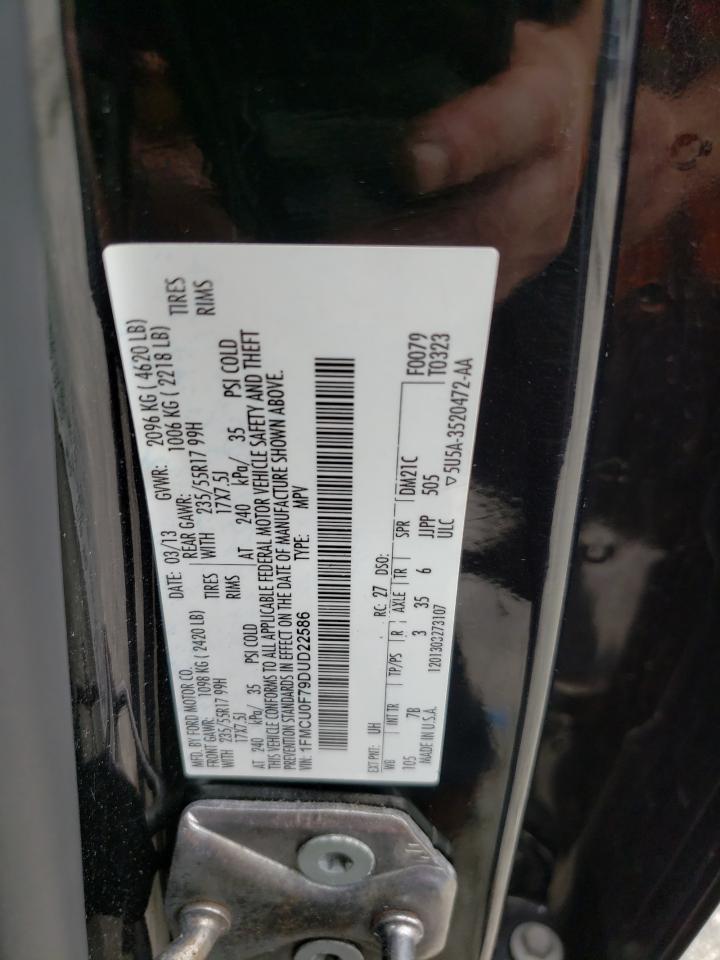 MFD. BY FORD MOTOR CO.
DATE: 03/13 GVWR: 2096 KG ( 4620 LB)
FRONT GAWR: 1098 KG (2420 LB) REAR GAWR: 1006 KG ( 2218 LB)
WITH 235/55R17 99H TIRES WITH 235/55R17 99H TIRES
17X7.5J RIMS 17X7.5J RIMS
AT 240 kPa/ 35 PSI COLD AT 240 kPa/ 35 PSI COLD
THIS VEHICLE CONFORMS TO ALL APPLICABLE FEDERAL MOTOR VEHICLE SAFETY AND THEFT
PREVENTION STANDARDS IN EFFECT ON THE DATE OF MANUFACTURE SHOWN ABOVE.
VIN: 1FMCU0F79DUD22586 TYPE: MPV
F0079
T0323
EXT PNT: UH RC: 27 DSO:
WB INT TR TP/PS R AXLE TR SPR DM21C
105 7B 3 35 6 JJPP 505
MADE IN U.S.A. ULC ▽5U5A-3520472-AA
1201303273107